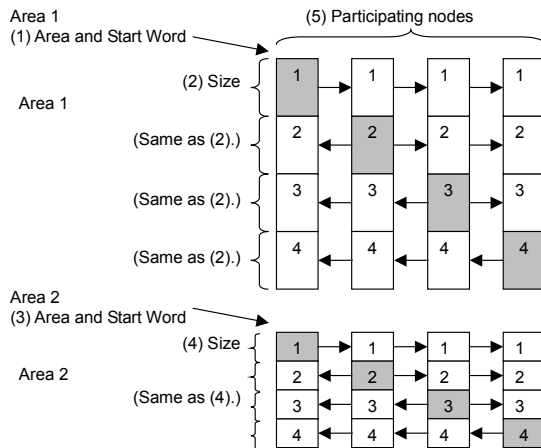 Area 1
(1) Area and Start Word
(5) Participating nodes
(2) Size
1 1 1 1
Area 1
(Same as (2).)
2 2 2 2
(Same as (2).)
3 3 3 3
(Same as (2).)
4 4 4 4
Area 2
(3) Area and Start Word
(4) Size
1 1 1 1
Area 2
2 2 2 2
(Same as (4).)
3 3 3 3
4 4 4 4